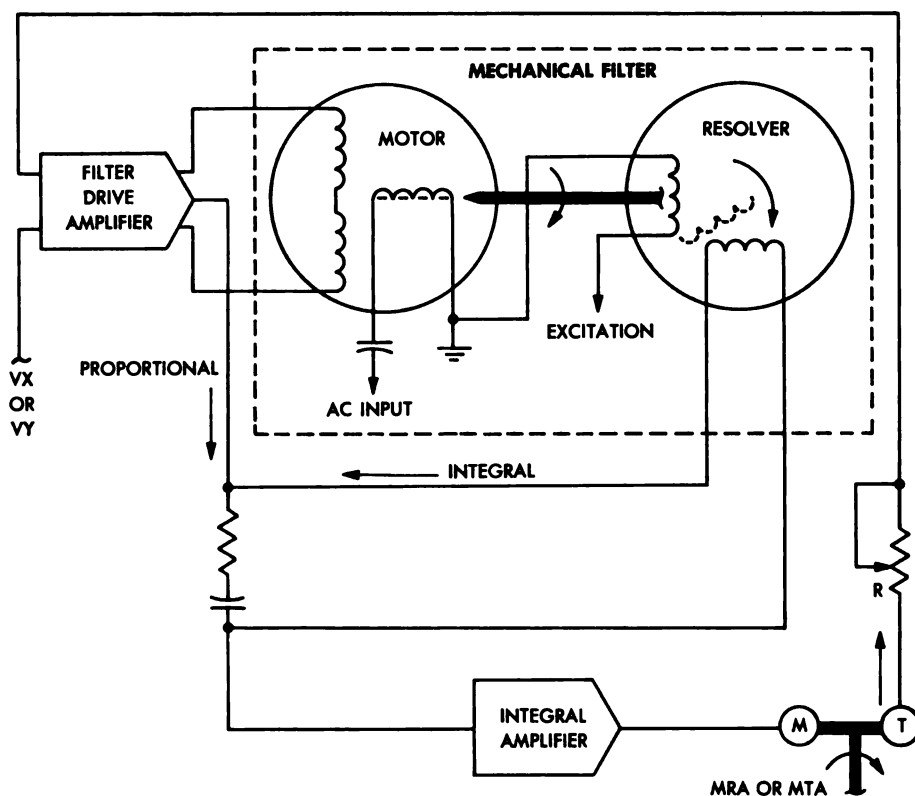 MECHANICAL FILTER
MOTOR
RESOLVER
FILTER
DRIVE
AMPLIFIER
EXCITATION
PROPORTIONAL
VX
OR
VY
AC INPUT
INTEGRAL
R
INTEGRAL
AMPLIFIER
M
T
MRA OR MTA